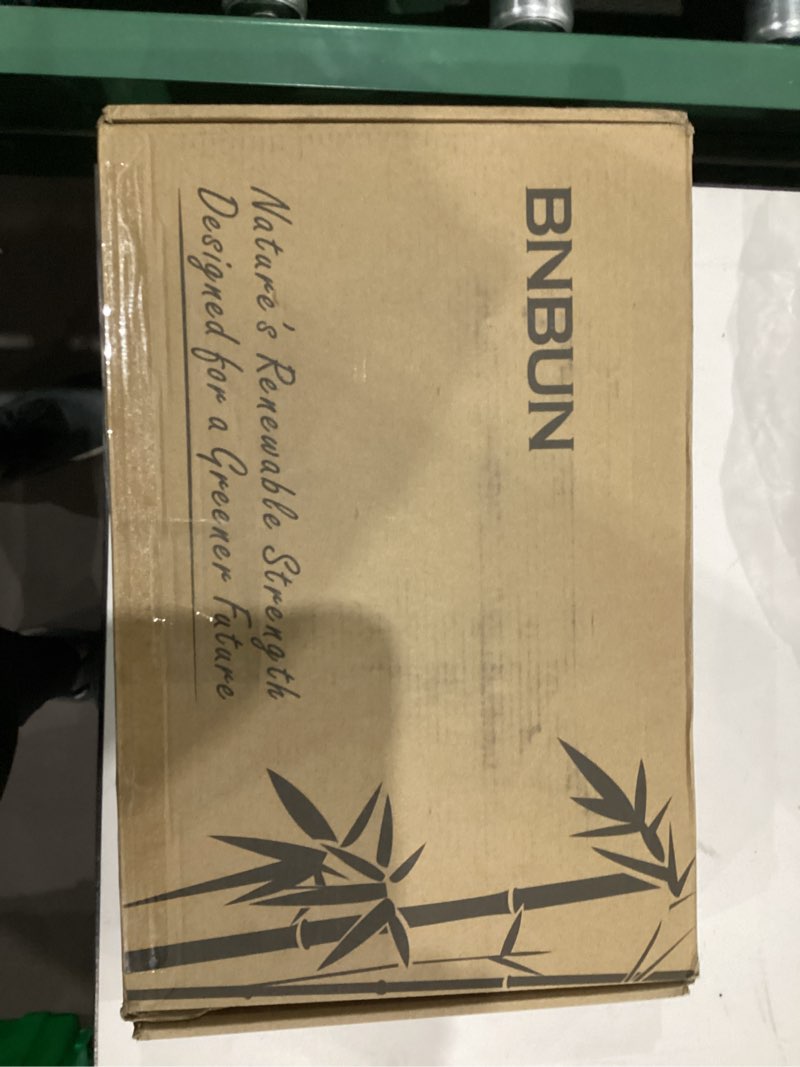 BNBUN
Nature's Renewable Strength
Designed for a Greener Future